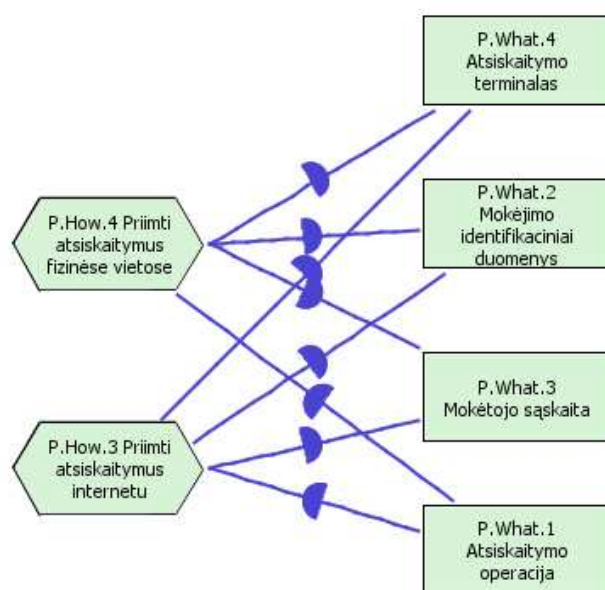 P.What.4
Atsiskaitymo
terminalas
P.What.2
Mokėjimo
identifikaciniai
duomenys
P.How.4 Priimti
atsiskaitymus
fizinėse vietose
P.What.3
Mokėtojo sąskaita
P.How.3 Priimti
atsiskaitymus
internetu
P.What.1
Atsiskaitymo
operacija